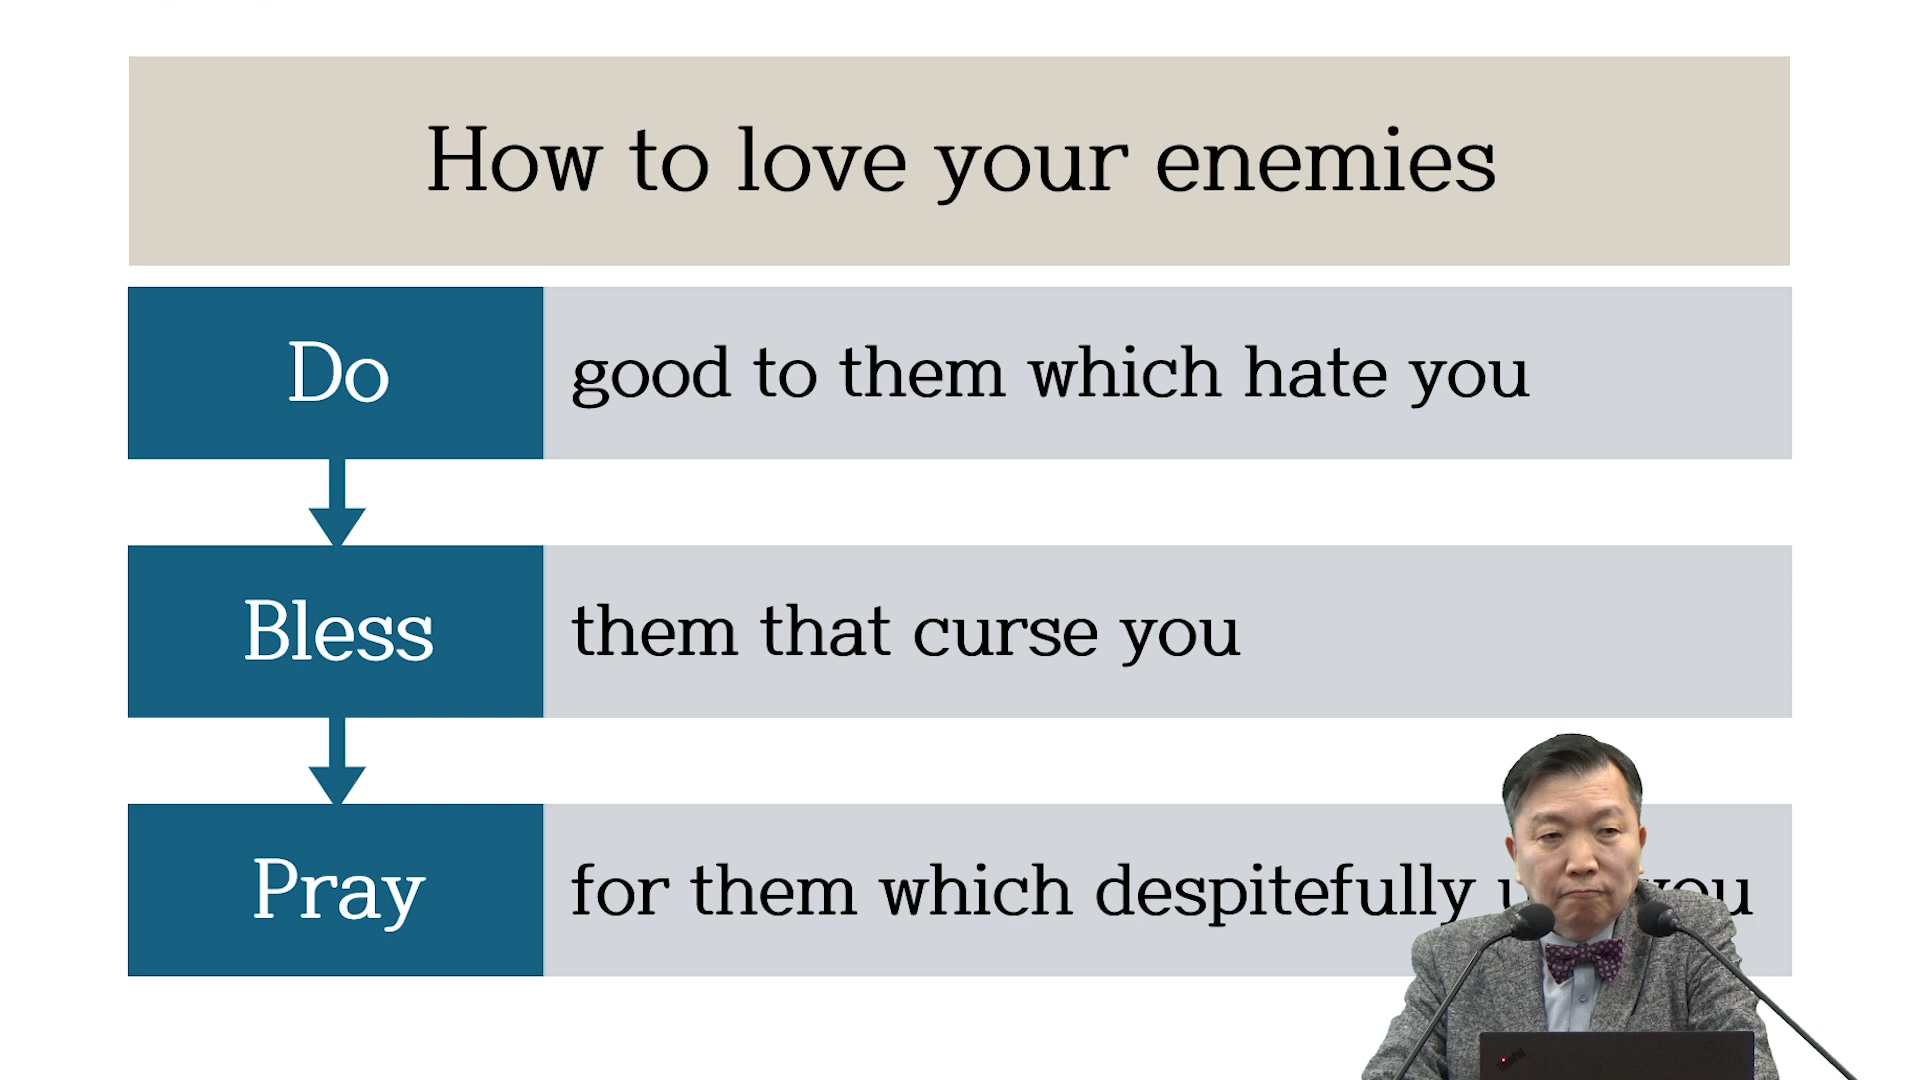 How to love your enemies
Do
good to them which hate you
Bless
them that curse you
Pray
for them which despitefully you